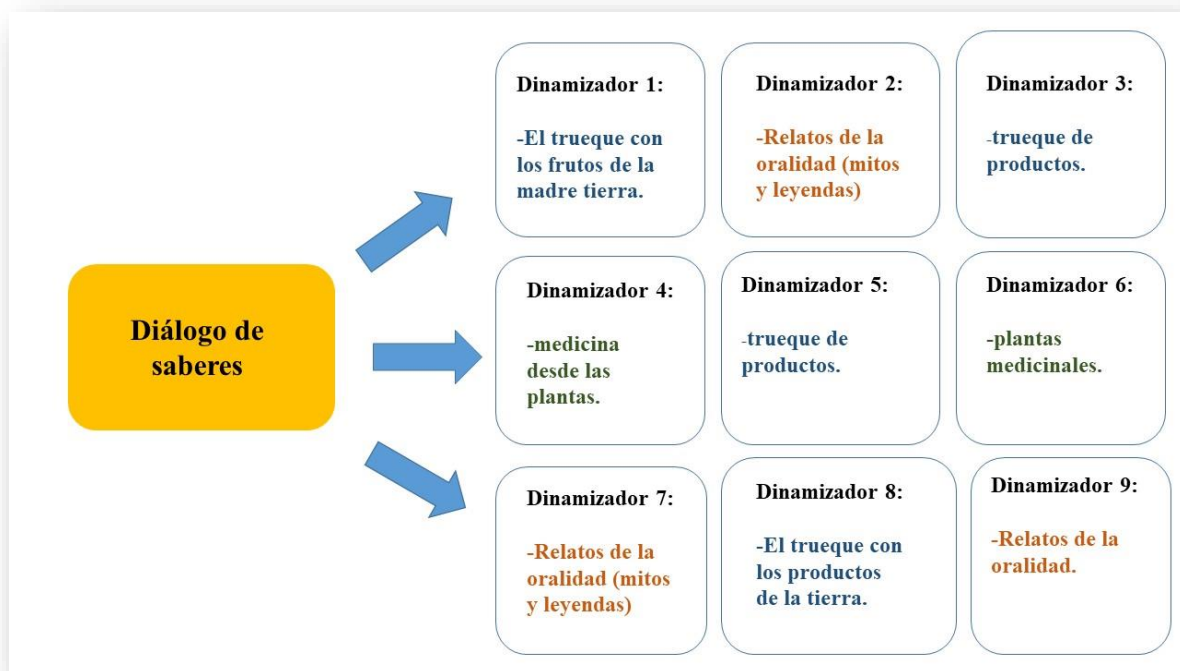 Diálogo de
saberes
Dinamizador 1:
-El trueque con
los frutos de la
madre tierra.
Dinamizador 2:
-Relatos de la
oralidad (mitos
y leyendas)
Dinamizador 3:
-trueque de
productos.
Dinamizador 4:
-medicina
desde las
plantas.
Dinamizador 5:
-trueque de
productos.
Dinamizador 6:
-plantas
medicinales.
Dinamizador 7:
-Relatos de la
oralidad (mitos
y leyendas)
Dinamizador 8:
-El trueque con
los productos
de la tierra.
Dinamizador 9:
-Relatos de la
oralidad.